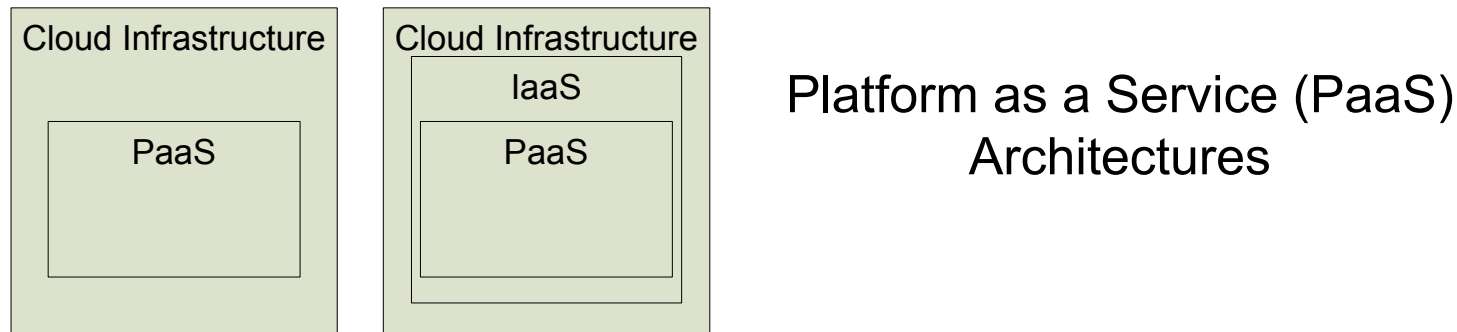 Cloud Infrastructure
PaaS
Cloud Infrastructure
IaaS
PaaS
Platform as a Service (PaaS)
Architectures